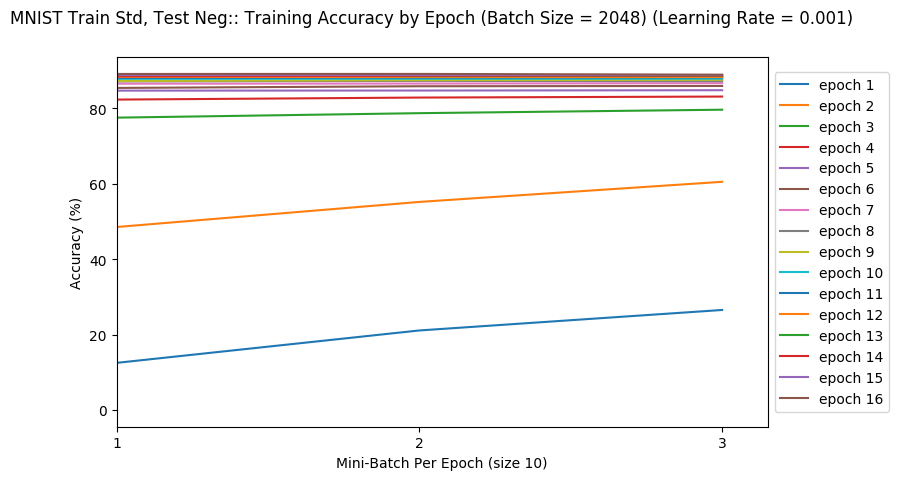 MNIST Train Std, Test Neg:: Training Accuracy by Epoch (Batch Size = 2048) (Learning Rate = 0.001)
80
60
40
20
0
Accuracy (%)
1 2 3
Mini-Batch Per Epoch (size 10)
epoch 1
epoch 2
epoch 3
epoch 4
epoch 5
epoch 6
epoch 7
epoch 8
epoch 9
epoch 10
epoch 11
epoch 12
epoch 13
epoch 14
epoch 15
epoch 16